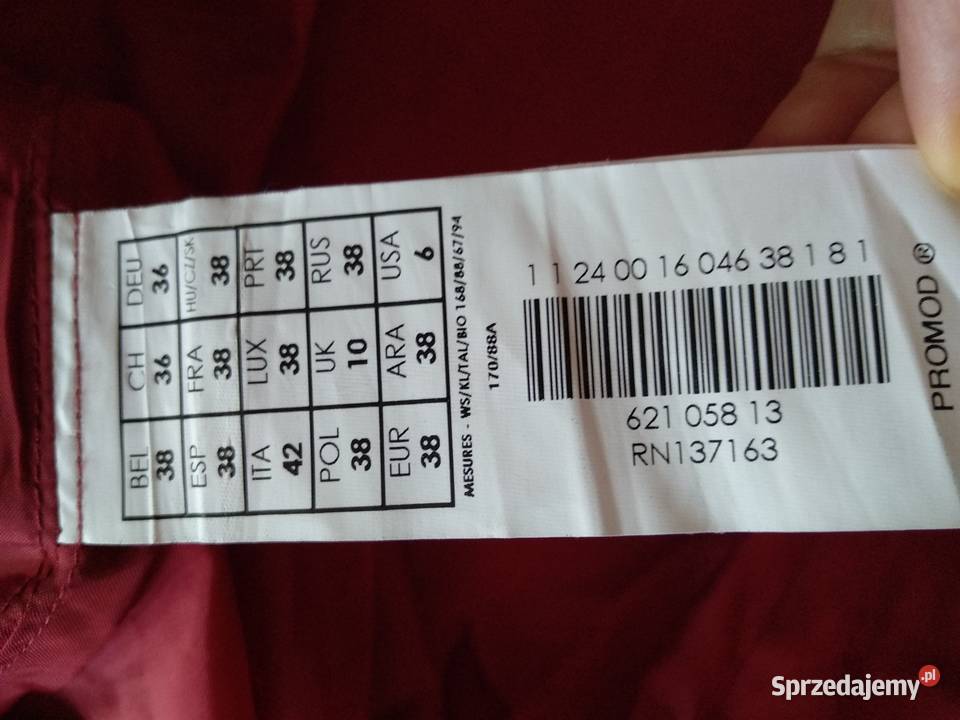 BEL CH DEU
38 36 36
ESP FRA HU/CZ/SK
38 38 38
ITA LUX PRT
42 38 38
POL UK RUS
38 10 38
EUR ARA USA
38 38 6
MESURES - WS/KL/TAL/BIO 168/88/67/94
170/88A
1 1 24 00 16 046 38 1 8 1
621 058 13
RN137163
PROMOD ®
Sprzedajemy.pl